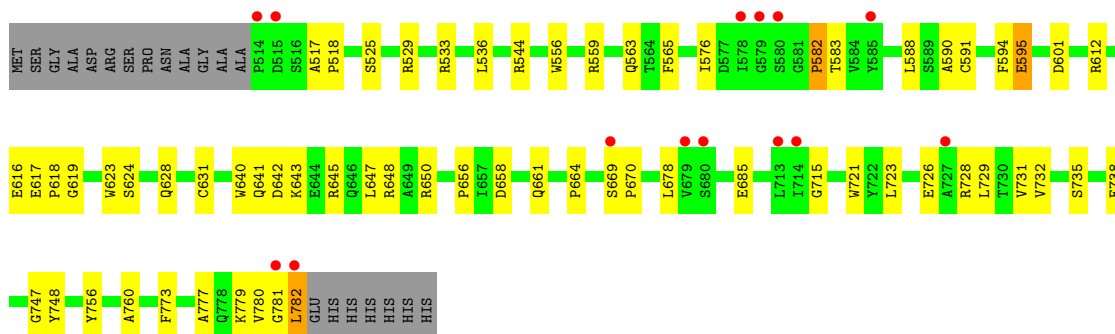 MET SER GLY ALA ASP ARG SER PRO ASN ALA GLY ALA ALA P514 D515 S516 A517 P518 S525 R529 R533 L536 R544 W556 R559 Q563 T564 F565 I576 D577 I578 G579 S580 G581 P582 T583 V584 Y585 L588 S589 A590 C591 F594 E595 D601 R612
E616 E617 P618 G619 W623 S624 Q628 C631 W640 Q641 D642 K643 E644 R645 Q646 L647 R648 A649 R650 P656 I657 D658 Q661 P664 S669 P670 L678 V679 S680 E685 L713 I714 G715 W721 Y722 L723 E726 A727 R728 L729 T730 V731 V732 S735
G747 Y748 Y756 A760 F773 A777 Q778 K779 V780 G781 L782 GLU HIS HIS HIS HIS HIS HIS